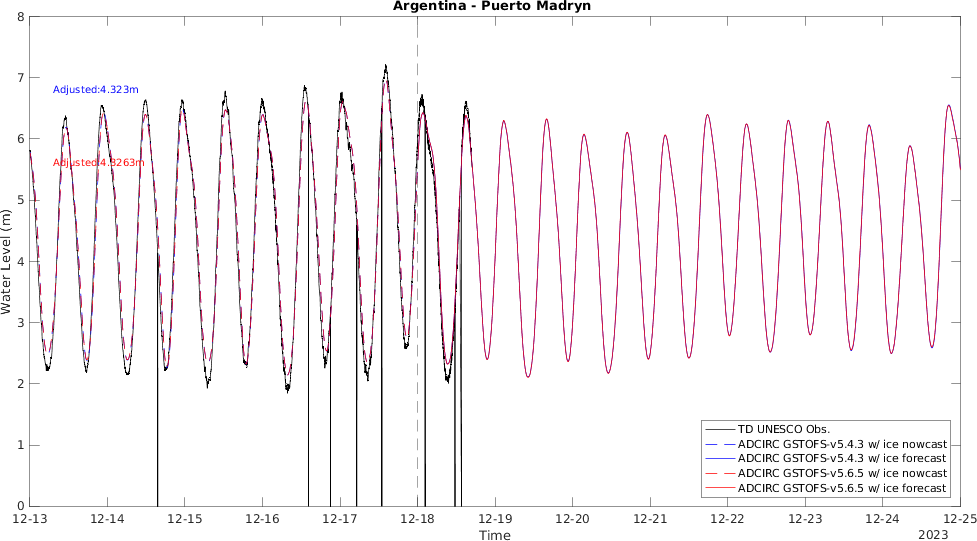 Argentina - Puerto Madryn
8
7
6
5
4
3
2
1
0
Water Level (m)
Adjusted:4.323m
Adjusted:4.3263m
TD UNESCO Obs.
ADCIRC GSTOFS-v5.4.3 w/ ice nowcast
ADCIRC GSTOFS-v5.4.3 w/ ice forecast
ADCIRC GSTOFS-v5.6.5 w/ ice nowcast
ADCIRC GSTOFS-v5.6.5 w/ ice forecast
12-13 12-14 12-15 12-16 12-17 12-18 12-19 12-20 12-21 12-22 12-23 12-24 12-25
Time
2023